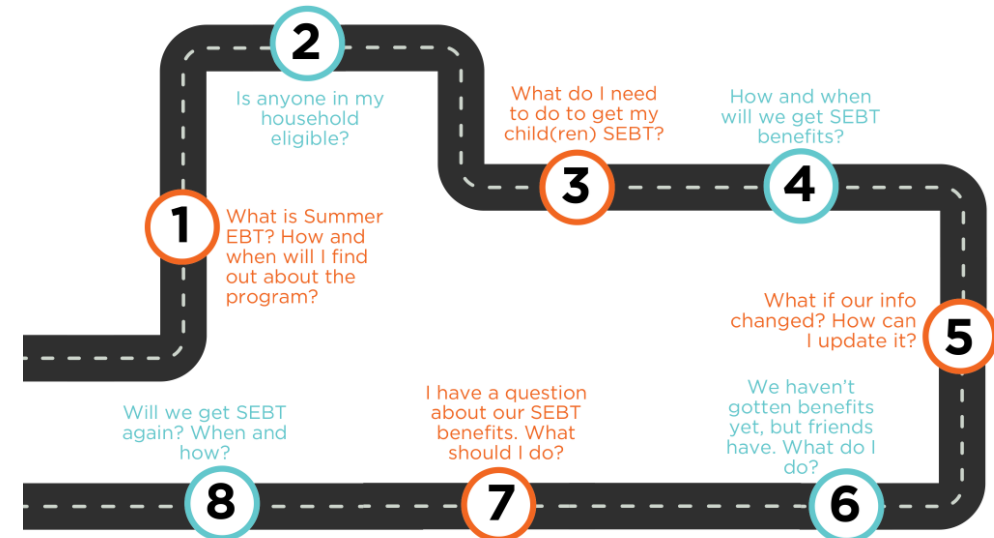 1
What is Summer
EBT? How and
when will I find
out about the
program?
2
Is anyone in my
household
eligible?
3
What do I need
to do to get my
child(ren) SEBT?
4
How and when
will we get SEBT
benefits?
5
What if our info
changed? How can
I update it?
6
We haven’t
gotten benefits
yet, but friends
have. What do I
do?
7
I have a question
about our SEBT
benefits. What
should I do?
8
Will we get SEBT
again? When and
how?